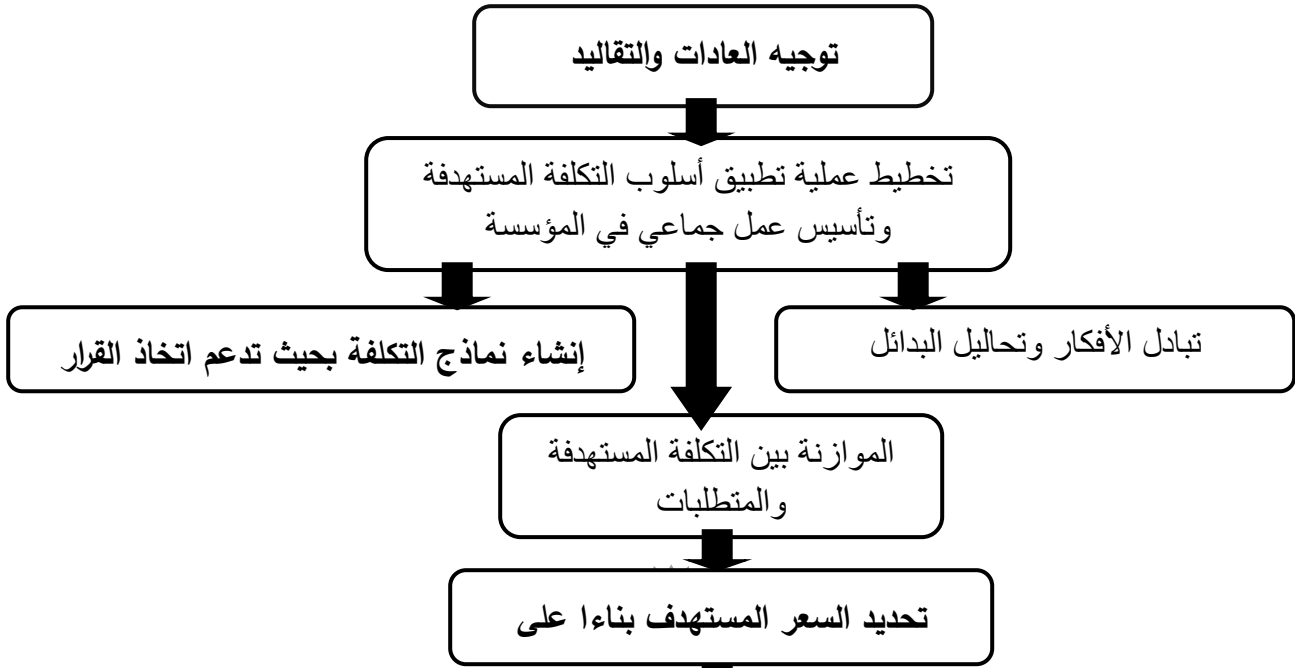 توجيه العادات والتقاليد
تخطيط عملية تطبيق أسلوب التكلفة المستهدفة
وتأسيس عمل جماعي في المؤسسة
تبادل الأفكار وتحاليل البدائل
إنشاء نماذج التكلفة بحيث تدعم اتخاذ القرار
الموازنة بين التكلفة المستهدفة
والمتطلبات
تحديد السعر المستهدف بناءا على